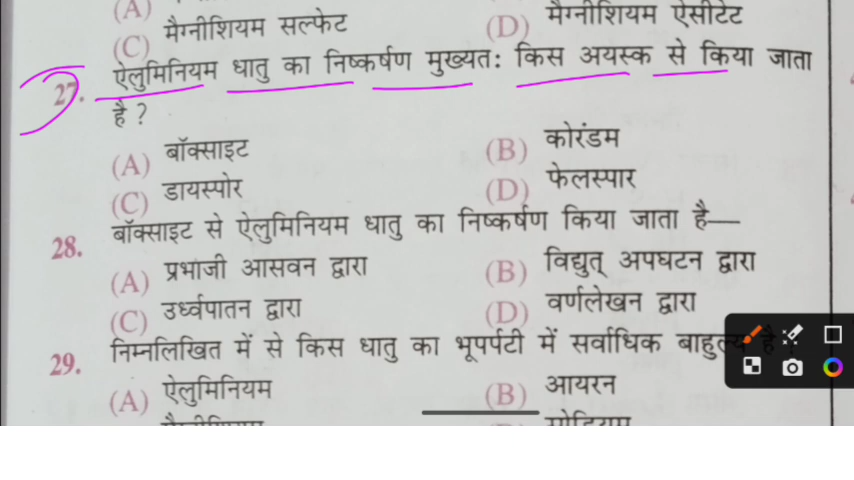 (A)
मैग्नीशियम ऐसीटेट
(C) मैग्नीशियम सल्फेट (D)
27. ऐलुमिनियम धातु का निष्कर्षण मुख्यतः किस अयस्क से किया जाता
है ?
(A) बॉक्साइट (B) कोरंडम
(C) डायस्पोर (D) फेलस्पार
28. बॉक्साइट से ऐलुमिनियम धातु का निष्कर्षण किया जाता है—
(A) प्रभाजी आसवन द्वारा (B) विद्युत् अपघटन द्वारा
(C) उर्ध्वपातन द्वारा (D) वर्णलेखन द्वारा
29. निम्नलिखित में से किस धातु का भूपर्पटी में सर्वाधिक बाहुल्य है
(A) ऐलुमिनियम (B) आयरन